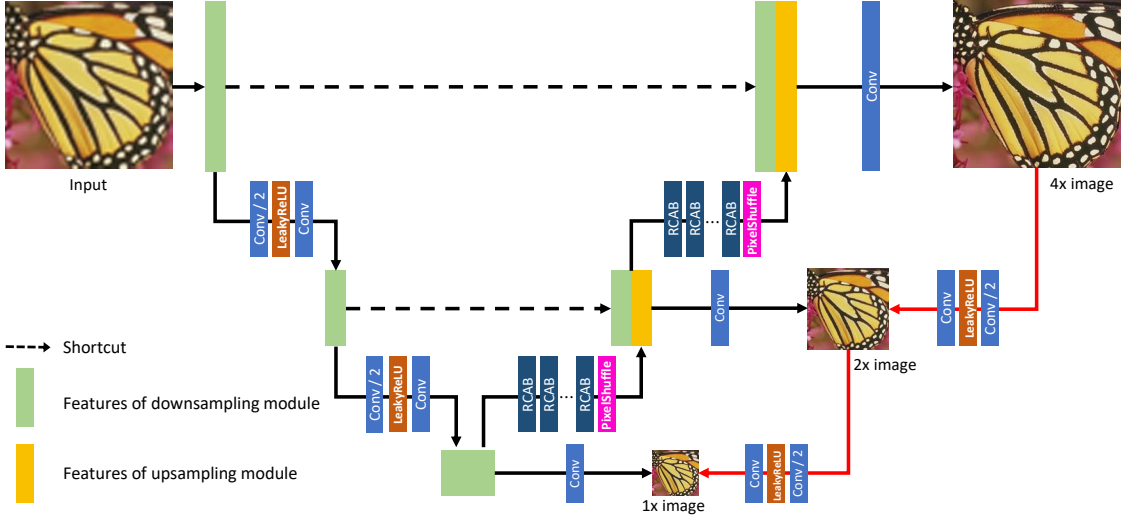 Conv
Input
4x image
Conv / 2
LeakyReLU
Conv
RCAB
RCAB
...
RCAB
PixelShuffle
Conv
Conv
LeakyReLU
Conv / 2
Shortcut
2x image
Conv / 2
LeakyReLU
Conv
RCAB
RCAB
...
RCAB
PixelShuffle
Features of downsampling module
Features of upsampling module
Conv
1x image
Conv
LeakyReLU
Conv / 2